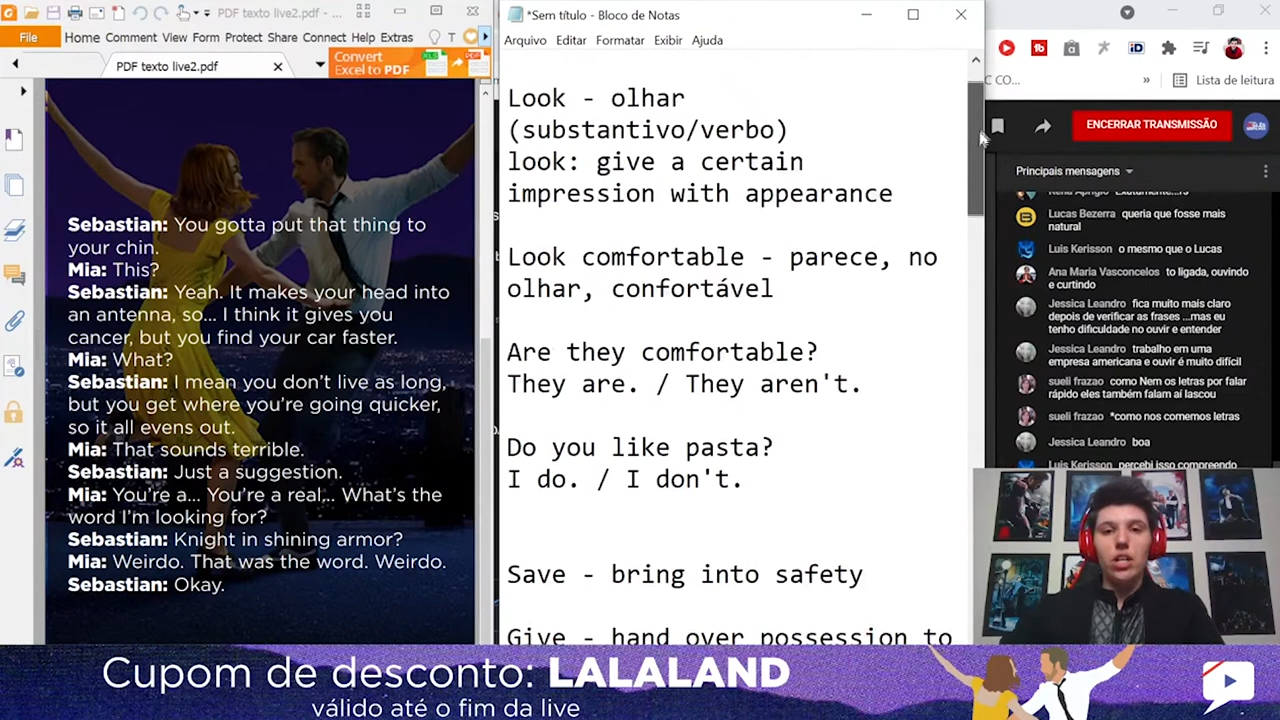 PDF texto live2.pdf - ...
File Home Comment View Form Protect Share Connect Help Extras
PDF texto live2.pdf
Convert
Excel to PDF
Sebastian: You gotta put that thing to
your chin.
Mia: This?
Sebastian: Yeah. It makes your head into
an antenna, so... I think it gives you
cancer, but you find your car faster.
Mia: What?
Sebastian: I mean you don't live as long,
but you get where you're going quicker,
so it all evens out.
Mia: That sounds terrible.
Sebastian: Just a suggestion.
Mia: You're a... You're a real... What's the
word I'm looking for?
Sebastian: Knight in shining armor?
Mia: Weirdo. That was the word. Weirdo.
Sebastian: Okay.
*Sem título - Bloco de Notas
Arquivo Editar Formatar Exibir Ajuda
Look - olhar
(substantivo/verbo)
look: give a certain
impression with appearance
Look comfortable - parece, no
olhar, confortável
Are they comfortable?
They are. / They aren't.
Do you like pasta?
I do. / I don't.
Save - bring into safety
Give - hand over possession to
C CO...
»
Lista de leitura
ENCERRAR TRANSMISSÃO
Principais mensagens
Lucas Bezerra queria que fosse mais
natural
Luis Kerisson o mesmo que o Lucas
Ana Maria Vasconcelos to ligada, ouvindo
e curtindo
Jessica Leandro fica muito mais claro
depois de verificar as frases ...mas eu
tenho dificuldade no ouvir e entender
Jessica Leandro trabalho em uma
empresa americana e ouvir é muito difícil
sueli frazao como Nem os letras por falar
rápido eles também falam aí lascou
sueli frazao *como nos comemos letras
Jessica Leandro boa
Luis Kerisson percebi isso compreendo
Cupom de desconto: LALALAND
válido até o fim da live